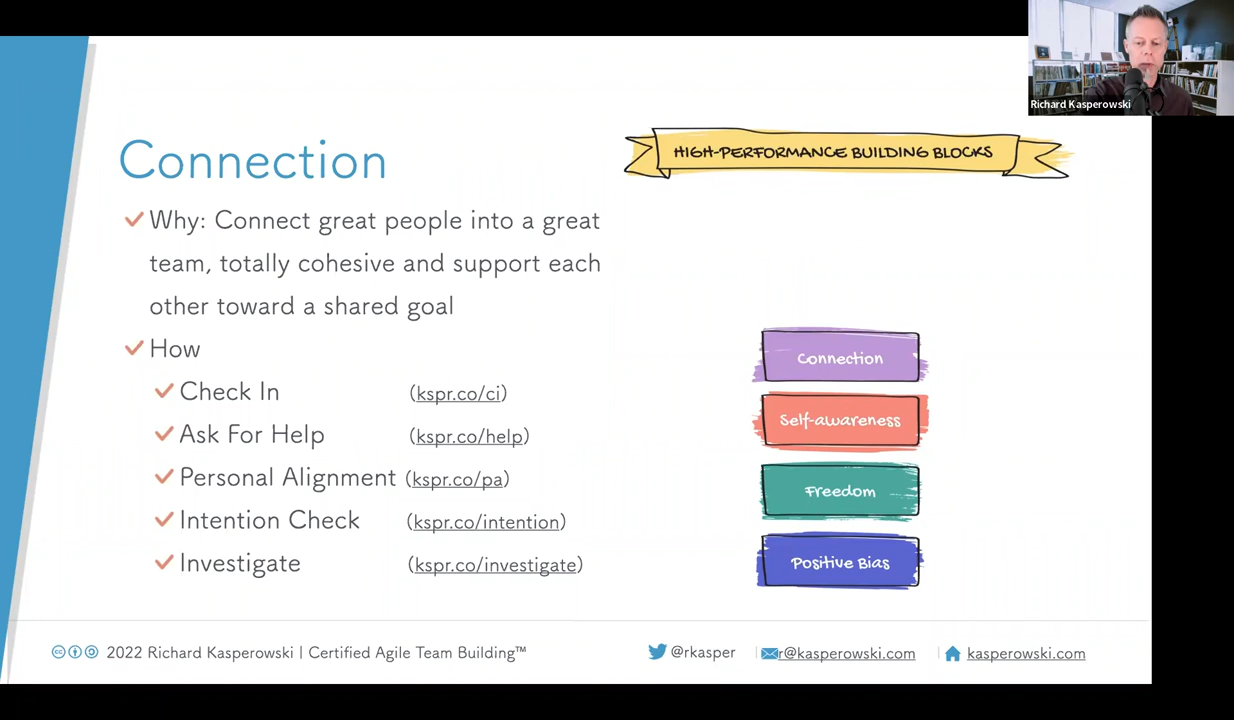 Richard Kasperowski
Connection
HIGH-PERFORMANCE BUILDING BLOCKS
Why: Connect great people into a great
team, totally cohesive and support each
other toward a shared goal
How
Check In (kspr.co/ci)
Ask For Help (kspr.co/help)
Personal Alignment (kspr.co/pa)
Intention Check (kspr.co/intention)
Investigate (kspr.co/investigate)
Connection
Self-awareness
Freedom
Positive Bias
2022 Richard Kasperowski | Certified Agile Team Building™
@rkasper
r@kasperowski.com
kasperowski.com